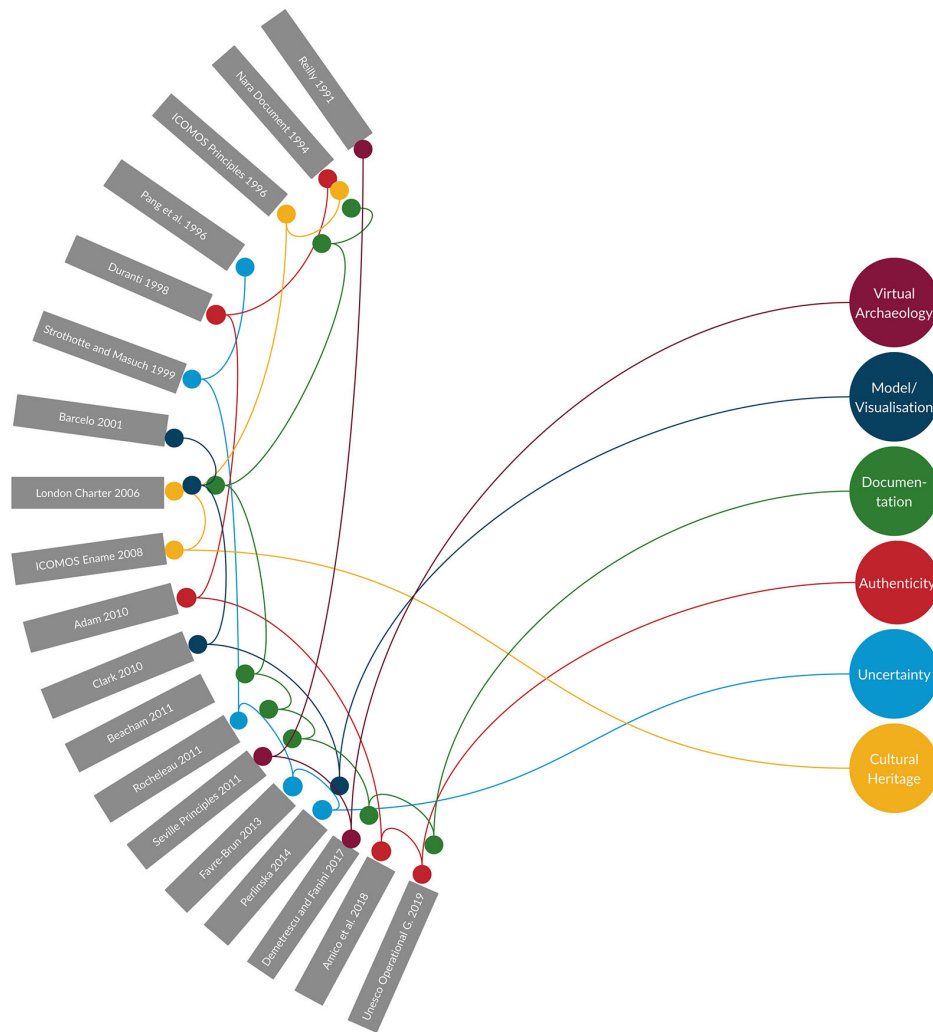 Reilly 1991
Nara Document 1994
ICOMOS Principles 1996
Pang et al. 1996
Duranti 1998
Strothotte and Masuch 1999
Barcelo 2001
London Charter 2006
ICOMOS Ename 2008
Adam 2010
Clark 2010
Beacham 2011
Rocheleau 2011
Seville Principles 2011
Favre-Brun 2013
Perlinska 2014
Demetrescu and Fanini 2017
Amico et al. 2018
Unesco Operational G. 2019
Virtual
Archaeology
Model/
Visualisation
Documen-
tation
Authenticity
Uncertainty
Cultural
Heritage